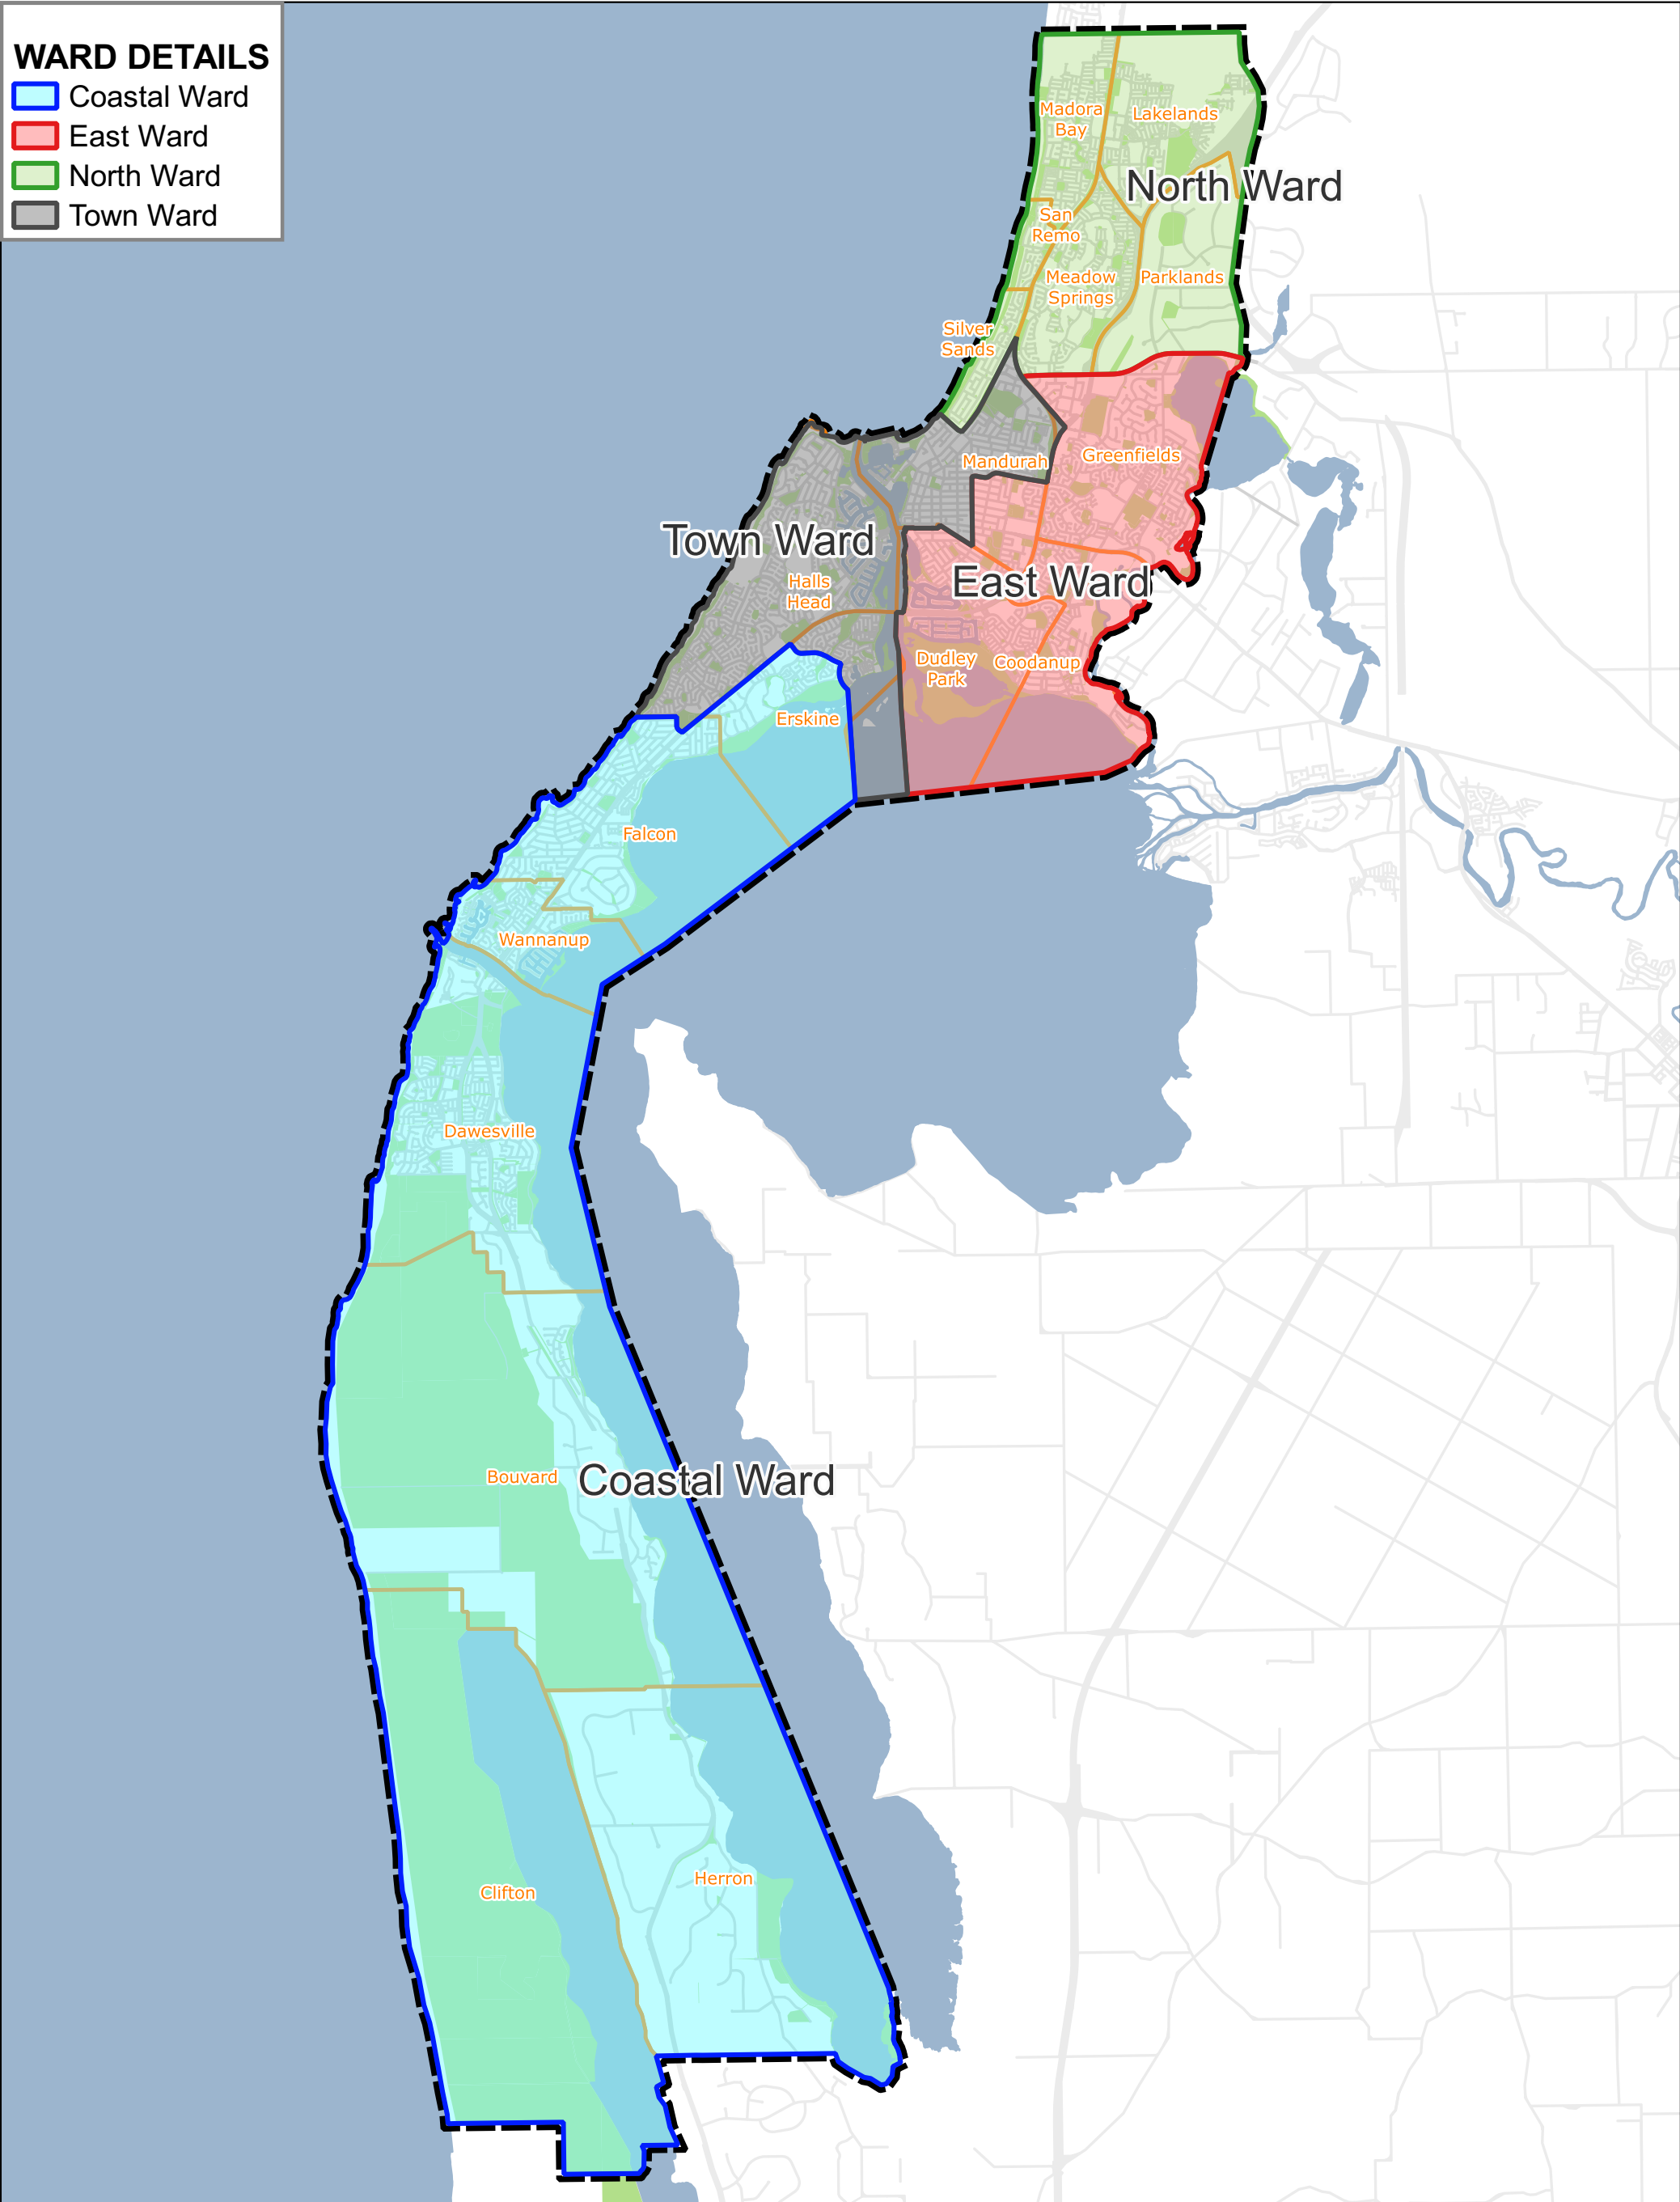 WARD DETAILS
Coastal Ward
East Ward
North Ward
Town Ward
Madora
Bay
Lakelands
North Ward
San
Remo
Meadow
Springs
Parklands
Silver
Sands
Mandurah
Greenfields
Town Ward
East Ward
Halls
Head
Dudley
Park
Coodanup
Erskine
Falcon
Wannanup
Dawesville
Bouvard
Coastal Ward
Herron
Clifton